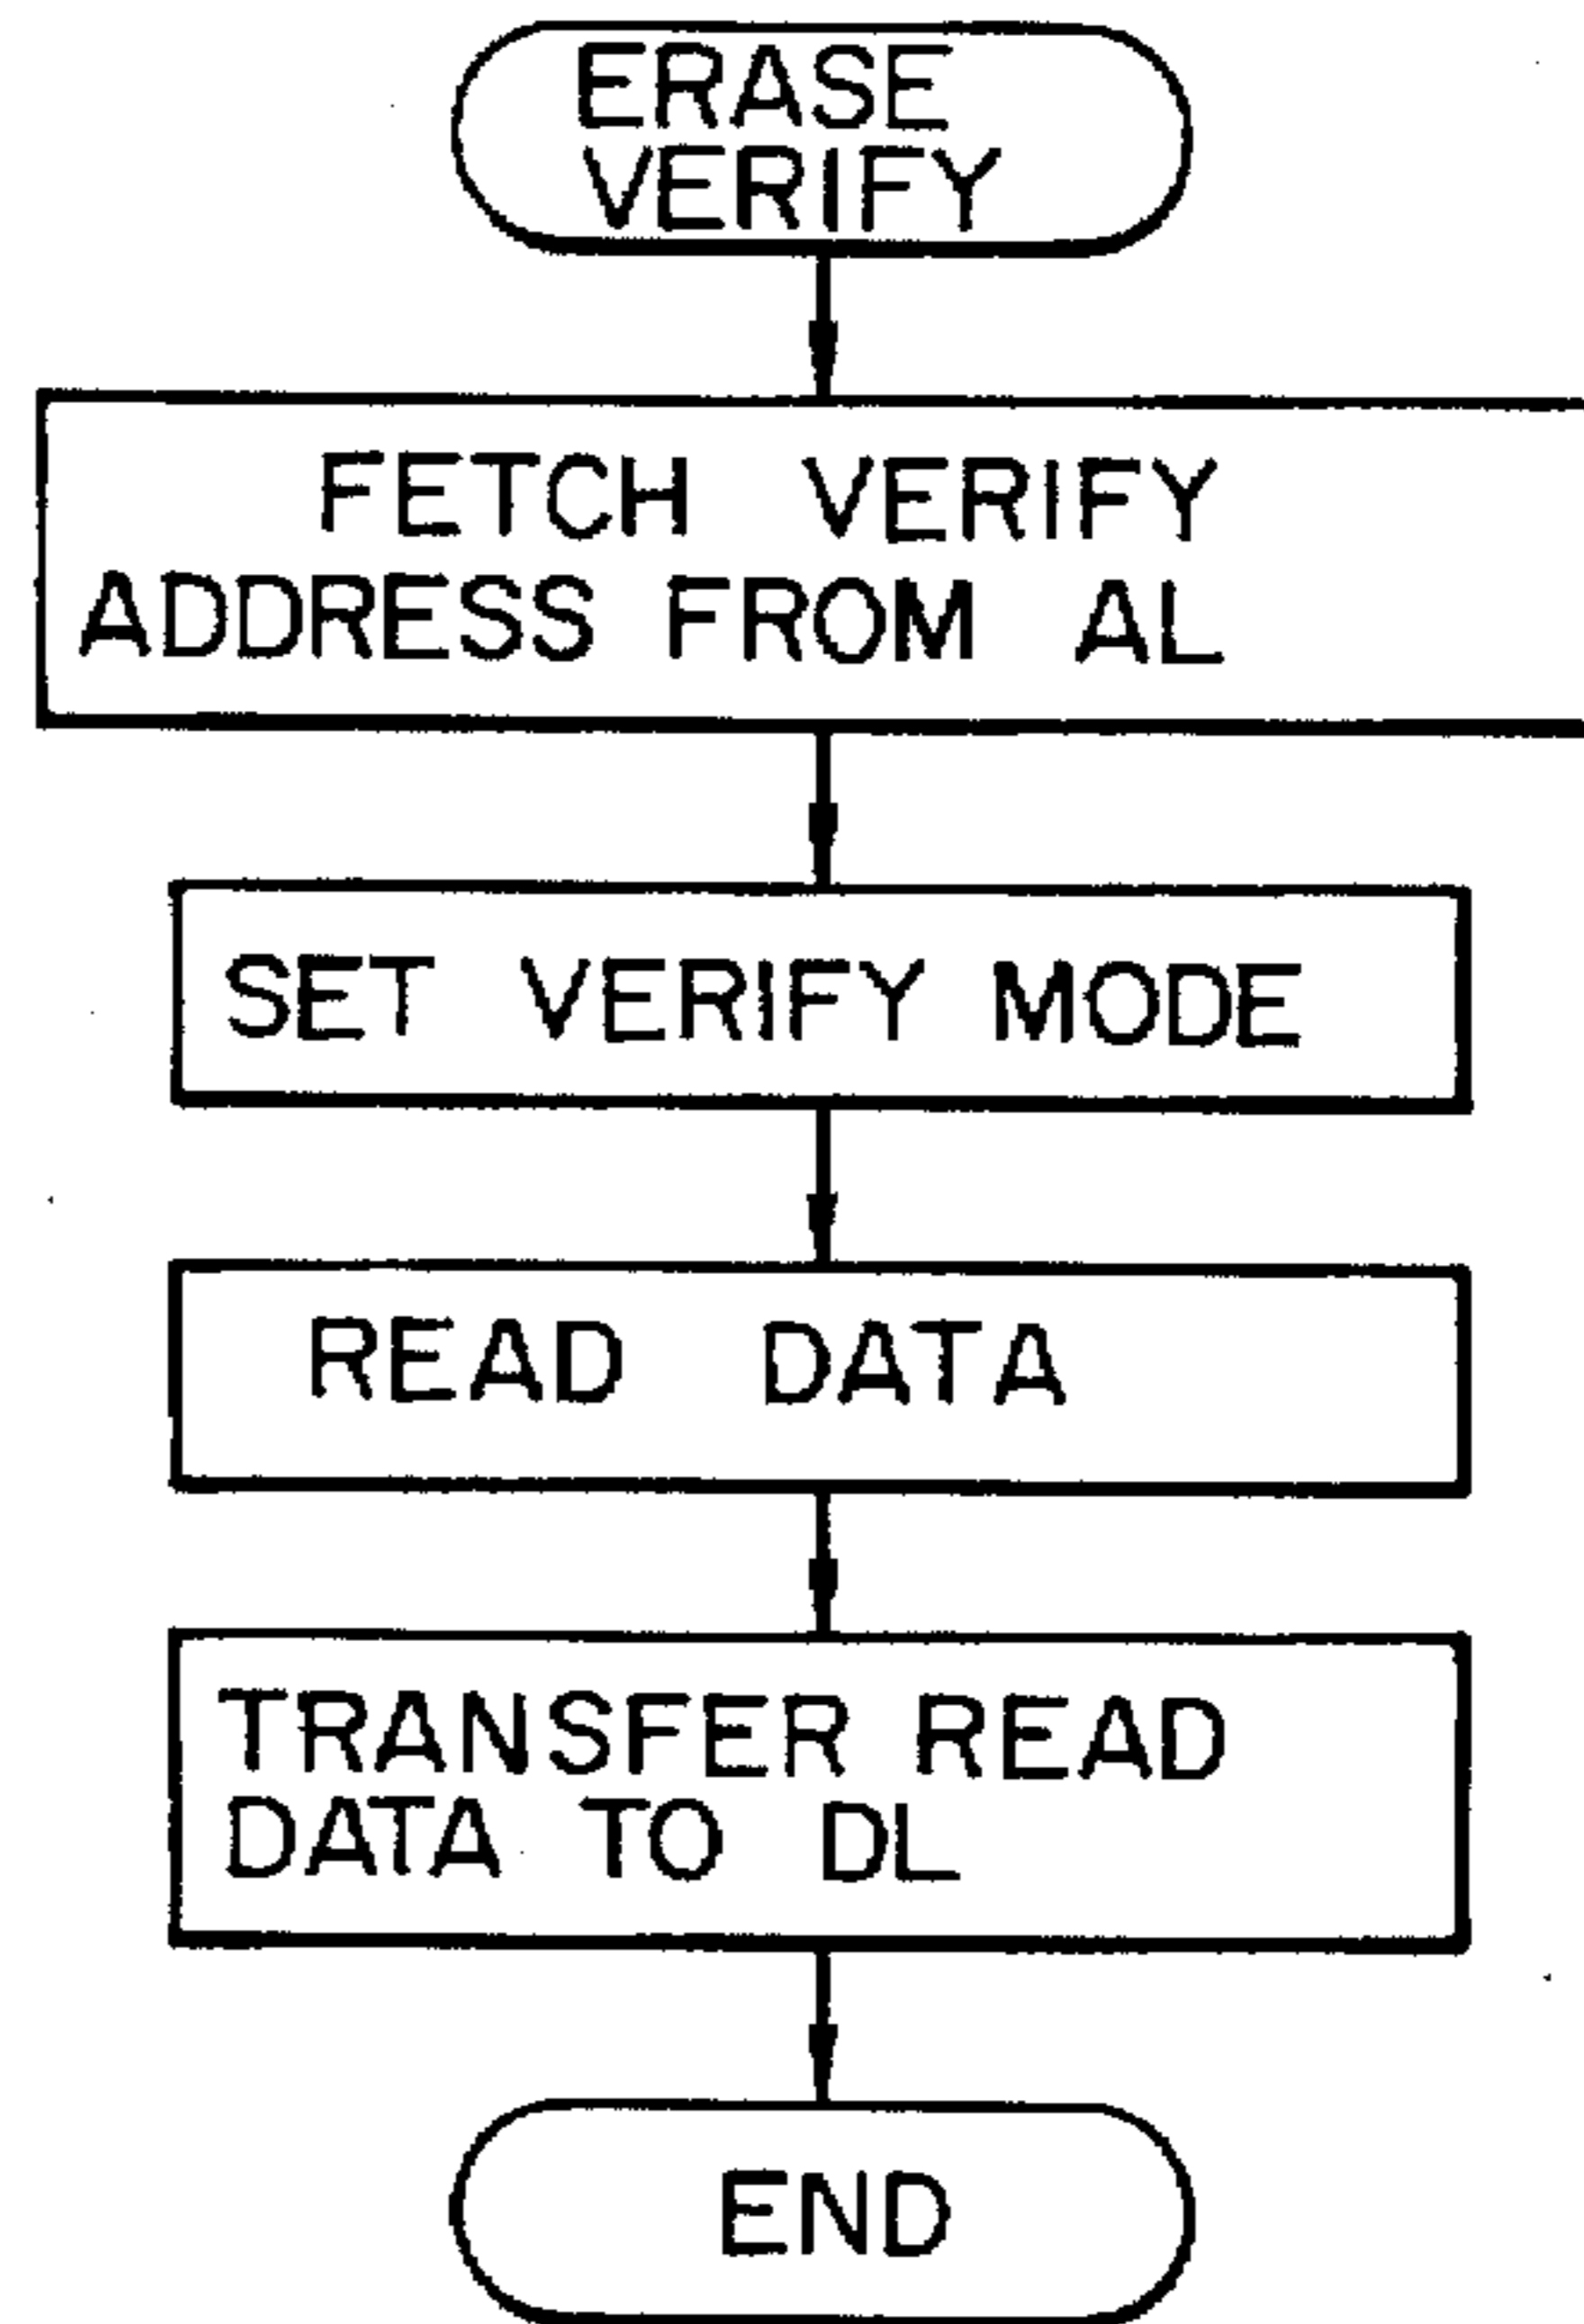 ERASE
VERIFY
FETCH VERIFY
ADDRESS FROM AL
SET VERIFY MODE
READ DATA
TRANSFER READ
DATA TO DL
END